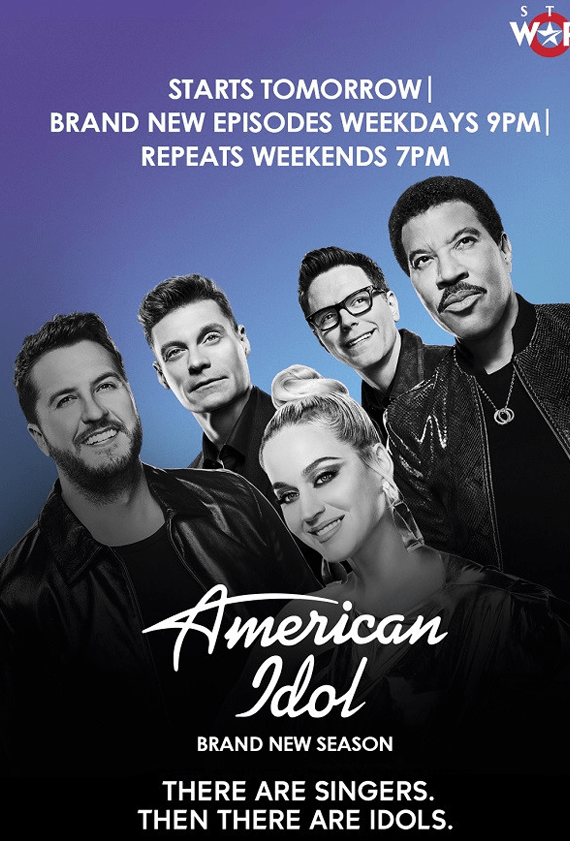 S T
STARTS TOMORROW|
BRAND NEW EPISODES WEEKDAYS 9PM|
REPEATS WEEKENDS 7PM
American
Idol
BRAND NEW SEASON
THERE ARE SINGERS.
THEN THERE ARE IDOLS.